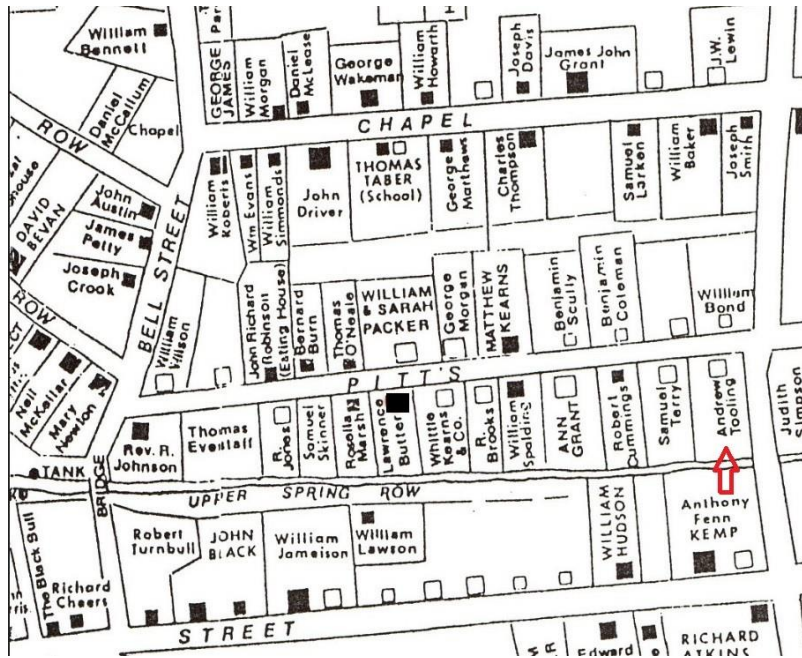 William
Bennett
Daniel
McCallum
Chapel
ROW
GEORGE
JAMES
William
Morgan
Daniel
McLease
George
Wakeman
William
Howarth
Joseph
Davis
James John
Grant
J.W.
Lewin
CHAPEL
DAVID
BEVAN
John
Austin
James
Petty
Joseph
Crook
BELL STREET
William
Roberts
Wm Evans
William
Simmonds
John
Driver
THOMAS
TABER
(School)
George
Matthews
Charles
Thompson
Samuel
Larken
William
Baker
Joseph
Smith
ROW
Neil
McKellar
Mary
Newton
William
Wilson
John Richard
Robinson
(Eating House)
Bernard
Burn
Thomas
O'Neale
WILLIAM
& SARAH
PACKER
George
Morgan
MATTHEW
KEARNS
Benjamin
Scully
Benjamin
Coleman
William
Bond
PITT'S
Rev. R.
Johnson
Thomas
Evestaff
R.
Jones
Samuel
Skinner
Rosella
Marsh
Lawrence
Butter
Whittle
Kearns
& Co.
R.
Brooks
William
Spalding
ANN
GRANT
Robert
Cummings
Samuel
Terry
Andrew
Tooling
Judith
Simpson
TANK
BRIDGE
UPPER SPRING ROW
The Black Bull
Richard
Cheers
Robert
Turnbull
JOHN
BLACK
William
Jameison
William
Lawson
WILLIAM
HUDSON
Anthony
Fenn
KEMP
STREET
Edward
RICHARD
ATKINS